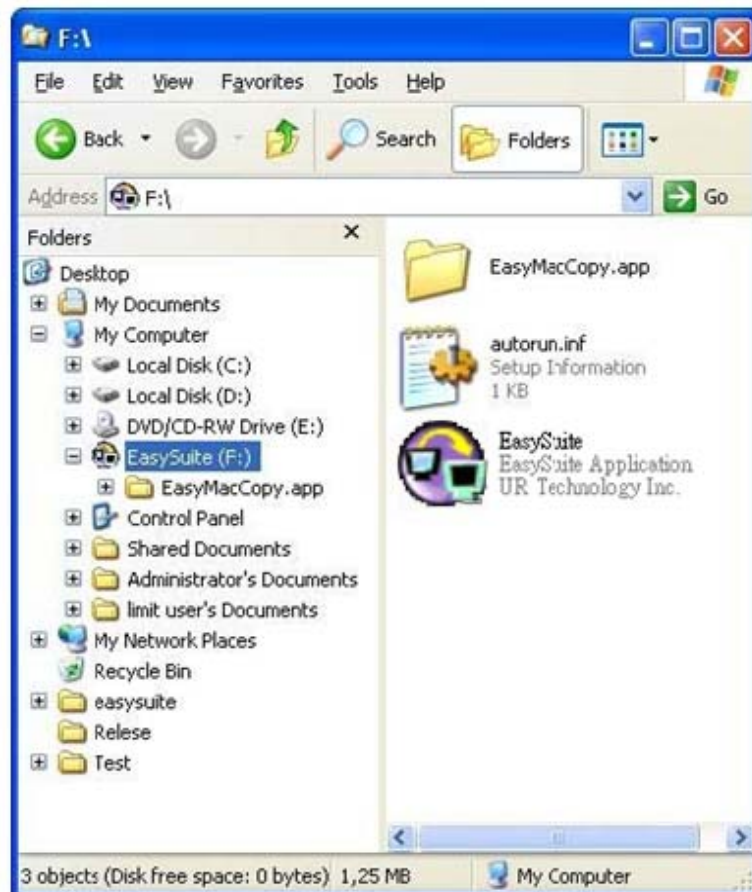 F:\
File Edit View Favorites Tools Help
Back Search Folders
Address F:\ Go
Folders
Desktop
My Documents
My Computer
Local Disk (C:)
Local Disk (D:)
DVD/CD-RW Drive (E:)
EasySuite (F:)
EasyMacCopy.app
Control Panel
Shared Documents
Administrator's Documents
limit user's Documents
My Network Places
Recycle Bin
easysuite
Relese
Test
EasyMacCopy.app
autorun.inf
Setup Information
1 KB
EasySuite
EasySuite Application
UR Technology Inc.
3 objects (Disk free space: 0 bytes) 1,25 MB My Computer